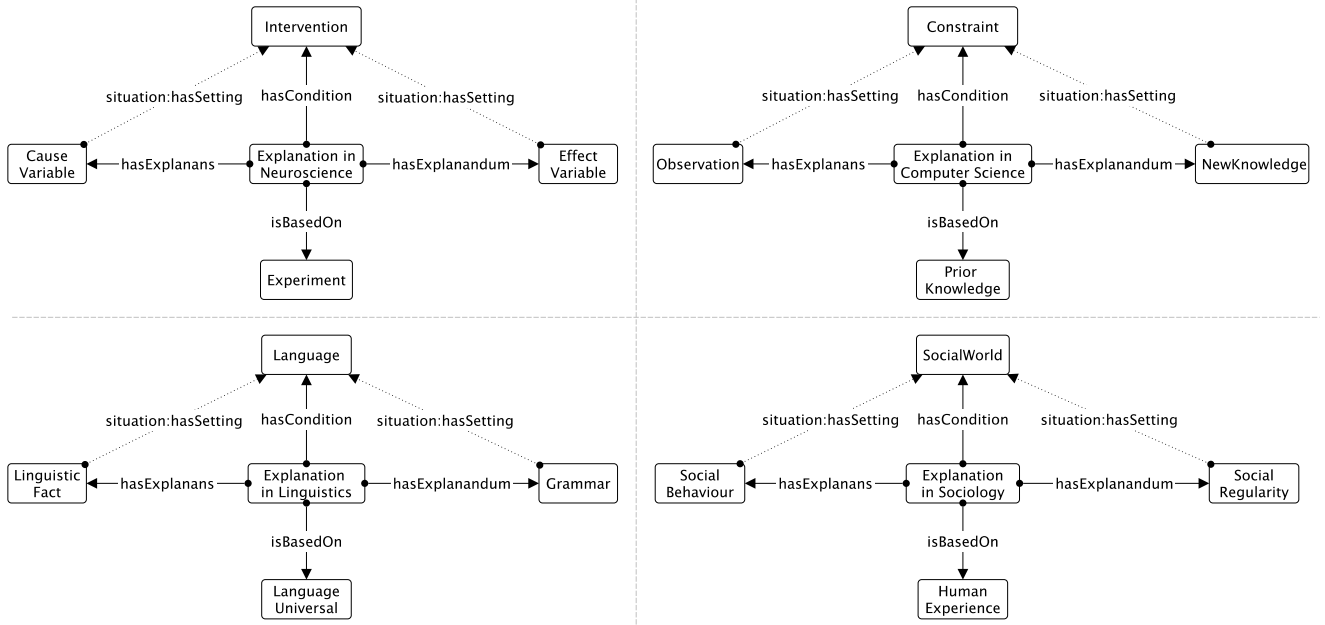 Intervention
situation:hasSetting
hasCondition
situation:hasSetting
Cause
Variable
hasExplanans
Explanation in
Neuroscience
hasExplanandum
Effect
Variable
isBasedOn
Experiment
Constraint
situation:hasSetting
hasCondition
situation:hasSetting
Observation
hasExplanans
Explanation in
Computer Science
hasExplanandum
NewKnowledge
isBasedOn
Prior
Knowledge
Language
situation:hasSetting
hasCondition
situation:hasSetting
Linguistic
Fact
hasExplanans
Explanation
in Linguistics
hasExplanandum
Grammar
isBasedOn
Language
Universal
SocialWorld
situation:hasSetting
hasCondition
situation:hasSetting
Social
Behaviour
hasExplanans
Explanation
in Sociology
hasExplanandum
Social
Regularity
isBasedOn
Human
Experience